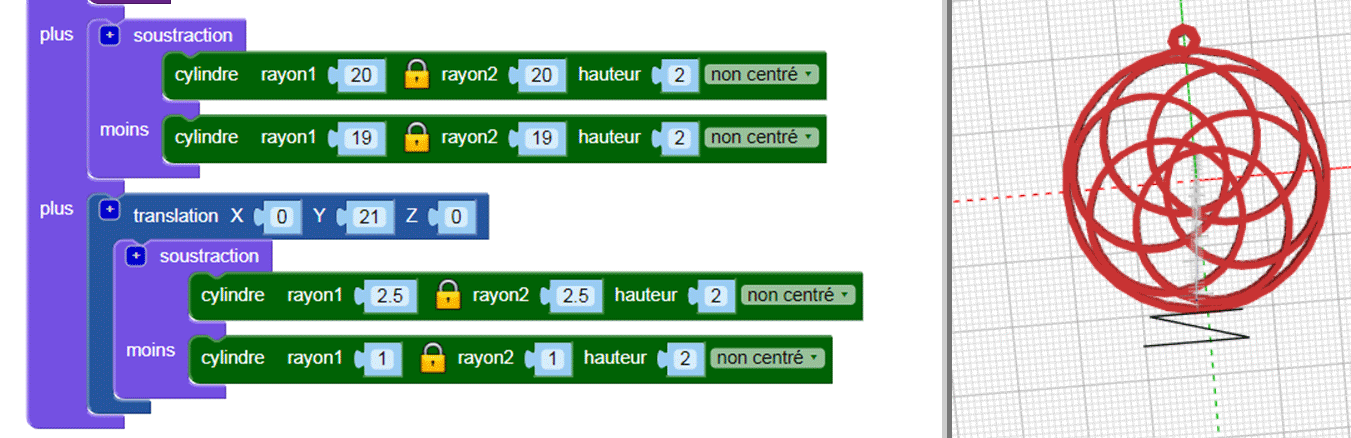 plus + soustraction
cylindre rayon1 20 rayon2 20 hauteur 2 non centré
moins cylindre rayon1 19 rayon2 19 hauteur 2 non centré
plus + translation X 0 Y 21 Z 0
+ soustraction
cylindre rayon1 2.5 rayon2 2.5 hauteur 2 non centré
moins cylindre rayon1 1 rayon2 1 hauteur 2 non centré